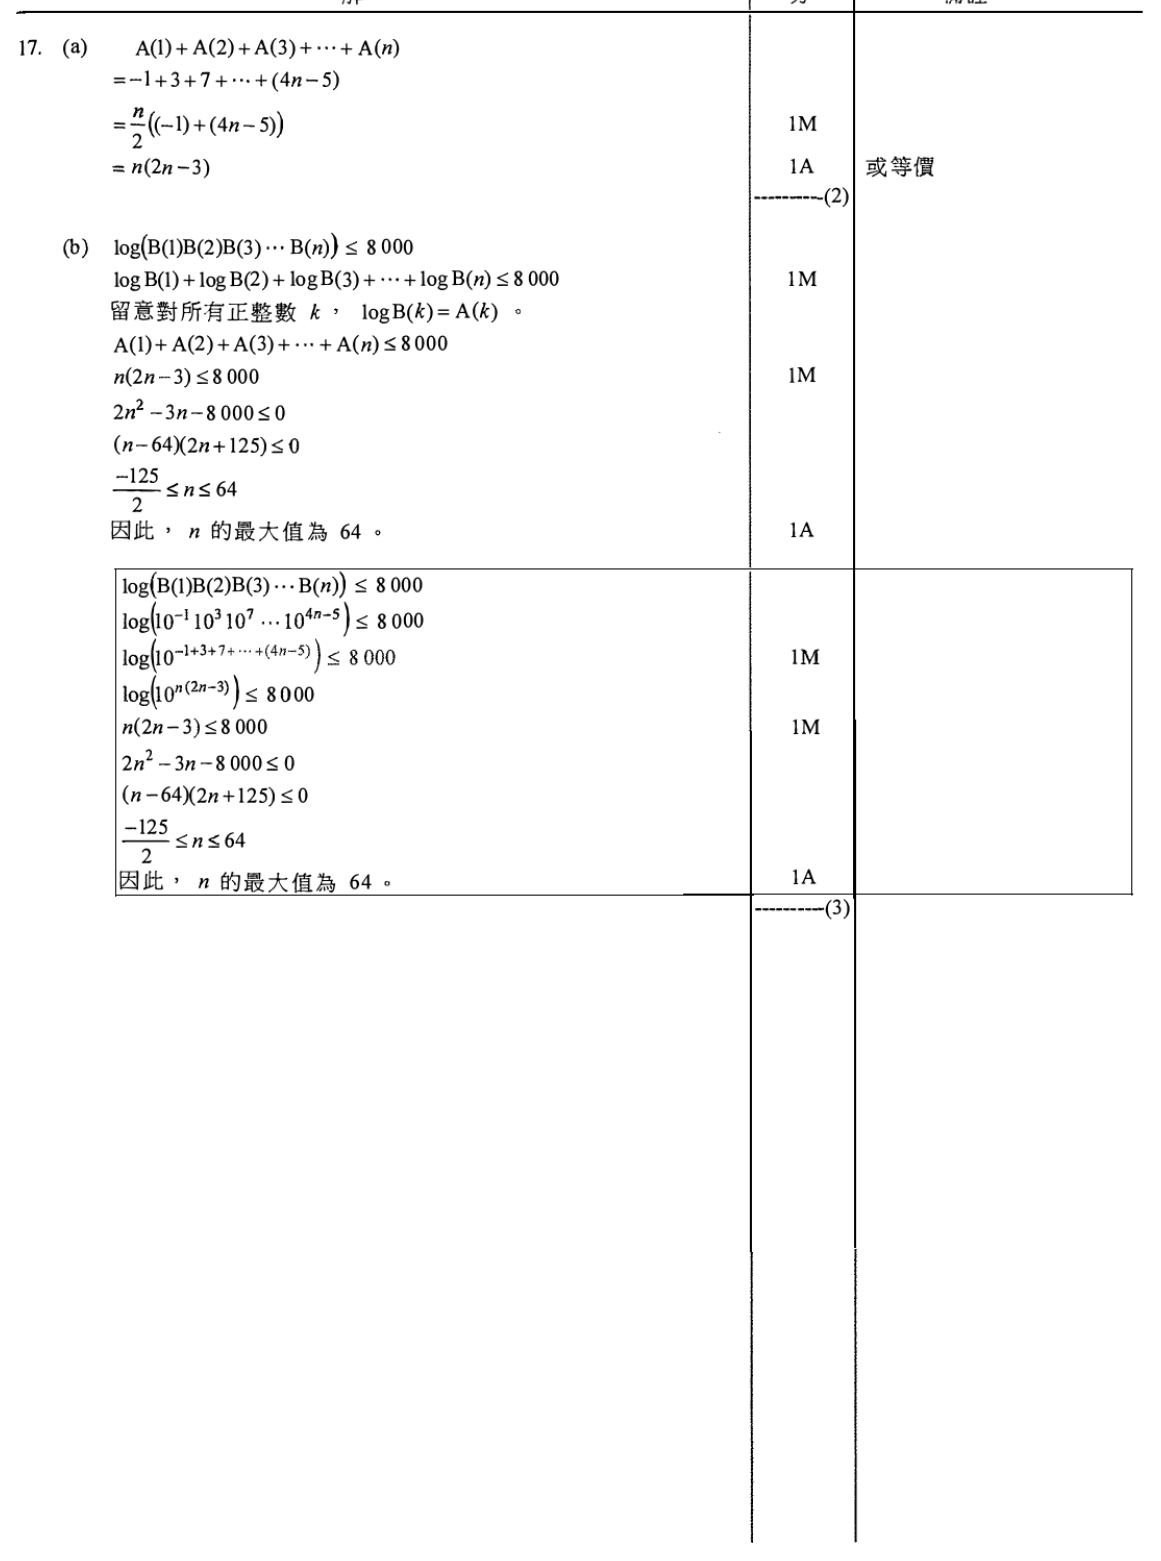 17. (a) A(1) + A(2) + A(3) + ⋯ + A(n)
= −1 + 3 + 7 + ⋯ + (4n − 5)
= n/2 ((−1) + (4n − 5)) 1M
= n(2n − 3) 1A 或等價
----------(2)
(b) log(B(1)B(2)B(3) ⋯ B(n)) ≤ 8 000
log B(1) + log B(2) + log B(3) + ⋯ + log B(n) ≤ 8 000 1M
留意對所有正整數 k , log B(k) = A(k) 。
A(1) + A(2) + A(3) + ⋯ + A(n) ≤ 8 000
n(2n − 3) ≤ 8 000 1M
2n² − 3n − 8 000 ≤ 0
(n − 64)(2n + 125) ≤ 0
−125/2 ≤ n ≤ 64
因此, n 的最大值為 64 。 1A
log(B(1)B(2)B(3) ⋯ B(n)) ≤ 8 000
log(10⁻¹ 10³ 10⁷ ⋯ 10⁴ⁿ⁻⁵) ≤ 8 000
log(10^(−1+3+7+⋯+(4n−5))) ≤ 8 000 1M
log(10^(n(2n−3))) ≤ 8 000
n(2n − 3) ≤ 8 000 1M
2n² − 3n − 8 000 ≤ 0
(n − 64)(2n + 125) ≤ 0
−125/2 ≤ n ≤ 64
因此, n 的最大值為 64 。 1A
----------(3)